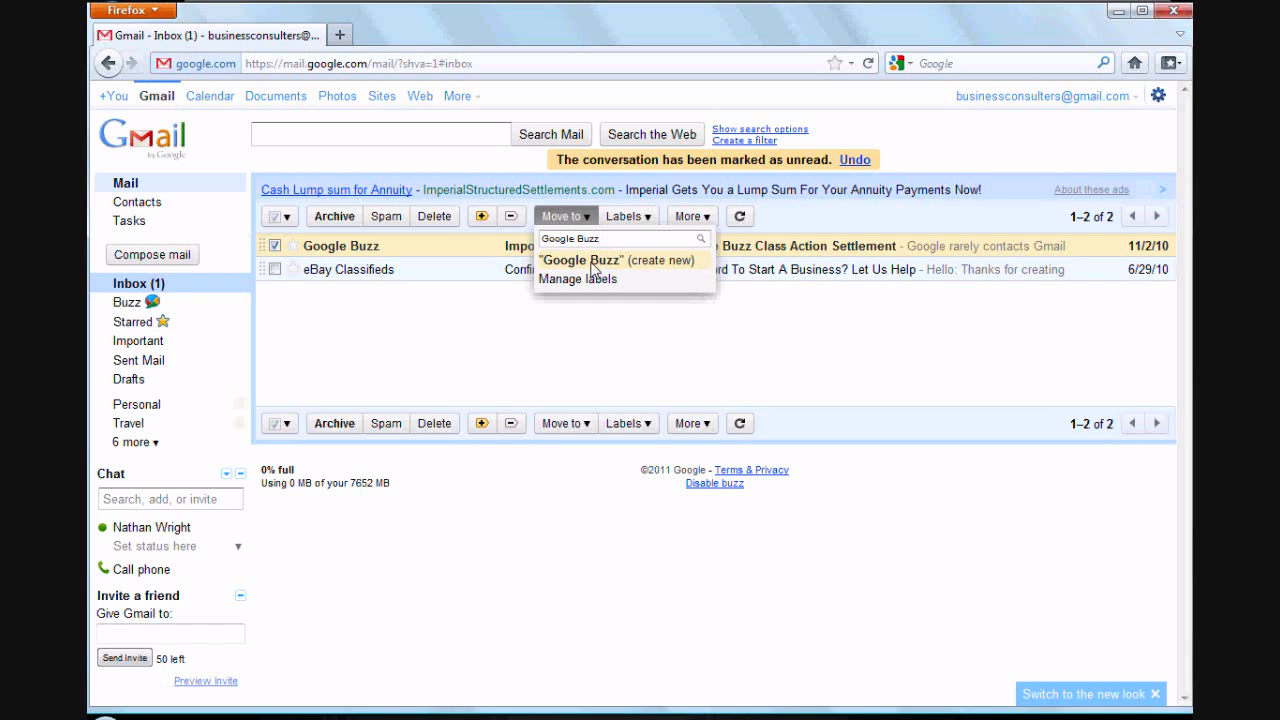 Firefox
Gmail - Inbox (1) - businessconsulters@...
google.com https://mail.google.com/mail/?shva=1#inbox
Google
+You Gmail Calendar Documents Photos Sites Web More
businessconsulters@gmail.com
Gmail
by Google
Search Mail
Search the Web
Show search options
Create a filter
The conversation has been marked as unread. Undo
Mail
Contacts
Tasks
Compose mail
Inbox (1)
Buzz
Starred
Important
Sent Mail
Drafts
Personal
Travel
6 more
Chat
Search, add, or invite
Nathan Wright
Set status here
Call phone
Invite a friend
Give Gmail to:
Send Invite 50 left
Preview Invite
Cash Lump sum for Annuity - ImperialStructuredSettlements.com - Imperial Gets You a Lump Sum For Your Annuity Payments Now!
About these ads
Archive Spam Delete Move to Labels More 1–2 of 2
Google Buzz
"Google Buzz" (create new)
Manage labels
Google Buzz Impo e Buzz Class Action Settlement - Google rarely contacts Gmail 11/2/10
eBay Classifieds Confi rd To Start A Business? Let Us Help - Hello: Thanks for creating 6/29/10
Archive Spam Delete Move to Labels More 1–2 of 2
0% full
Using 0 MB of your 7652 MB
©2011 Google - Terms & Privacy
Disable buzz
Switch to the new look